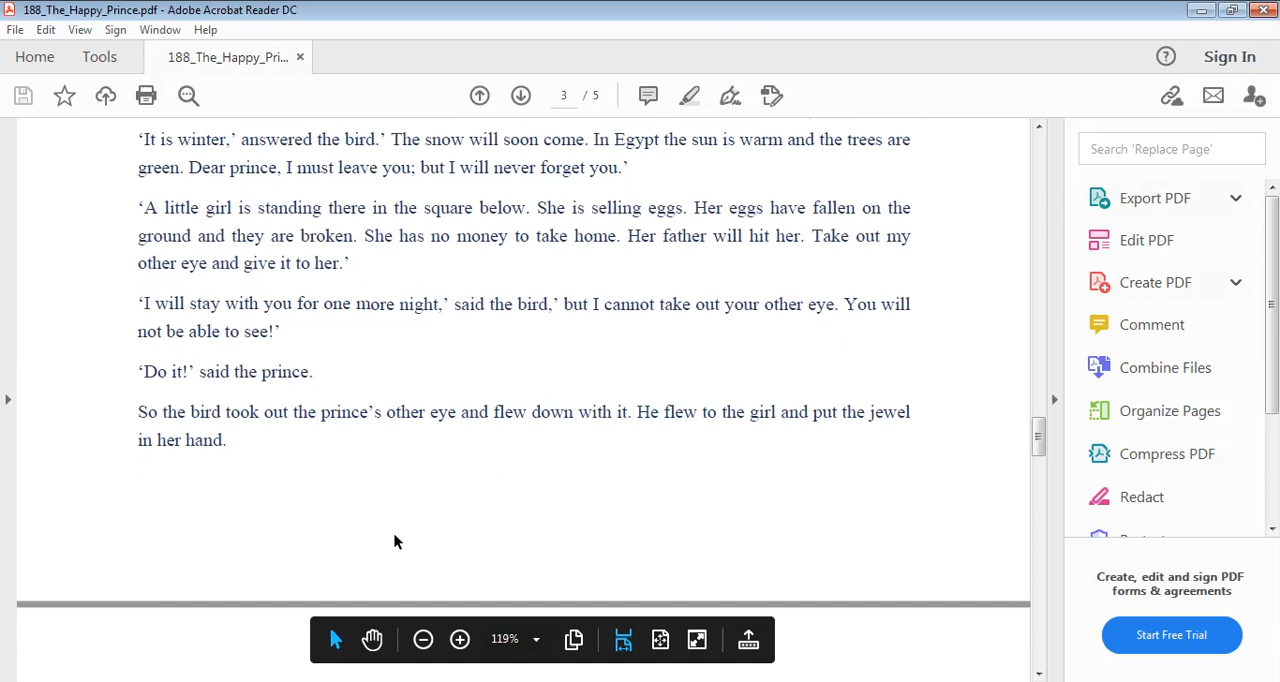 188_The_Happy_Prince.pdf - Adobe Acrobat Reader DC
File Edit View Sign Window Help
Home Tools 188_The_Happy_Pri... × Sign In
3 / 5
‘It is winter,’ answered the bird.’ The snow will soon come. In Egypt the sun is warm and the trees are
green. Dear prince, I must leave you; but I will never forget you.’
‘A little girl is standing there in the square below. She is selling eggs. Her eggs have fallen on the
ground and they are broken. She has no money to take home. Her father will hit her. Take out my
other eye and give it to her.’
‘I will stay with you for one more night,’ said the bird,’ but I cannot take out your other eye. You will
not be able to see!’
‘Do it!’ said the prince.
So the bird took out the prince’s other eye and flew down with it. He flew to the girl and put the jewel
in her hand.
119%
Search 'Replace Page'
Export PDF
Edit PDF
Create PDF
Comment
Combine Files
Organize Pages
Compress PDF
Redact
Create, edit and sign PDF
forms & agreements
Start Free Trial